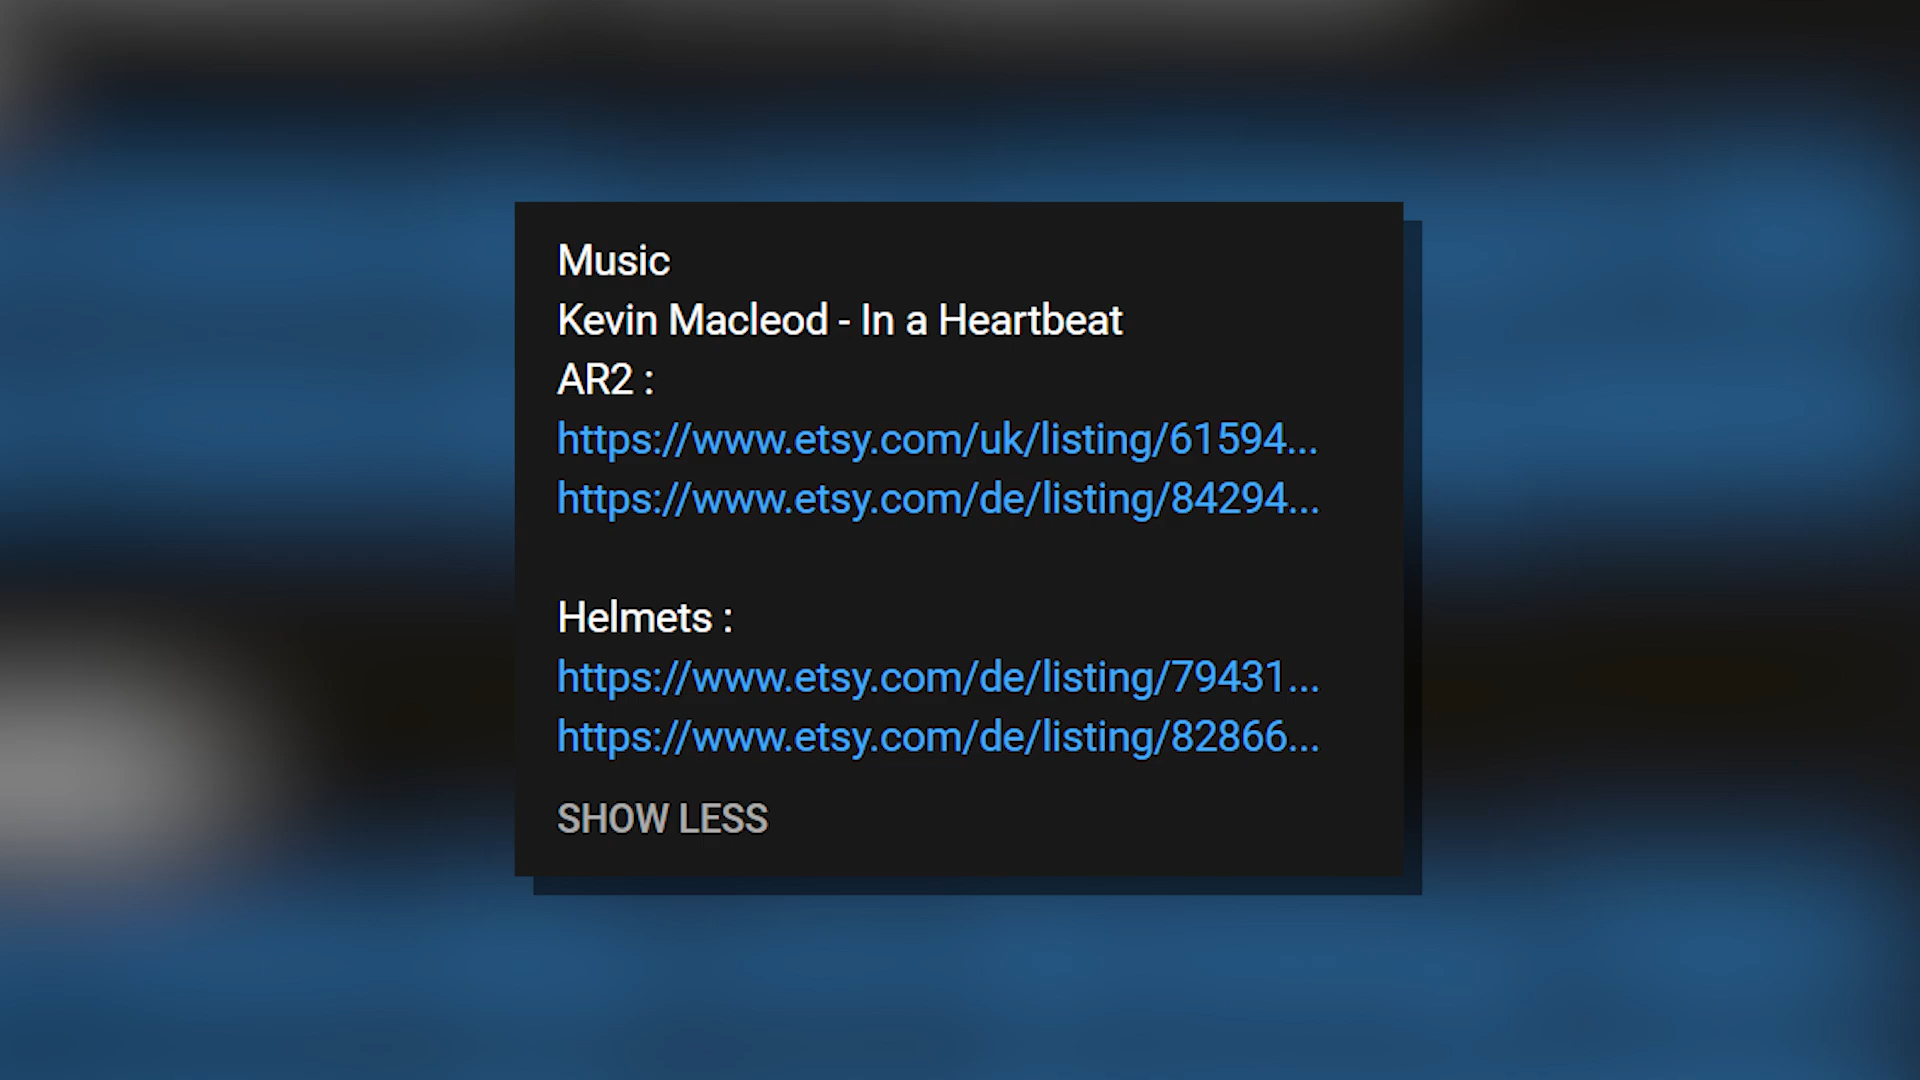 Music
Kevin Macleod - In a Heartbeat
AR2 :
https://www.etsy.com/uk/listing/61594...
https://www.etsy.com/de/listing/84294...
Helmets :
https://www.etsy.com/de/listing/79431...
https://www.etsy.com/de/listing/82866...
SHOW LESS